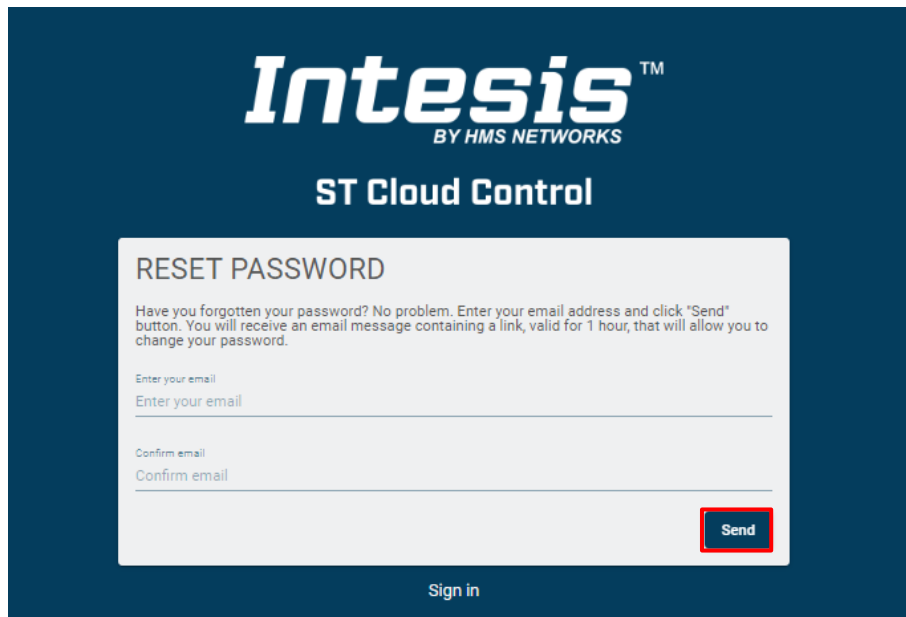 Intesis™
BY HMS NETWORKS
ST Cloud Control
RESET PASSWORD
Have you forgotten your password? No problem. Enter your email address and click "Send"
button. You will receive an email message containing a link, valid for 1 hour, that will allow you to
change your password.
Enter your email
Enter your email
Confirm email
Confirm email
Send
Sign in